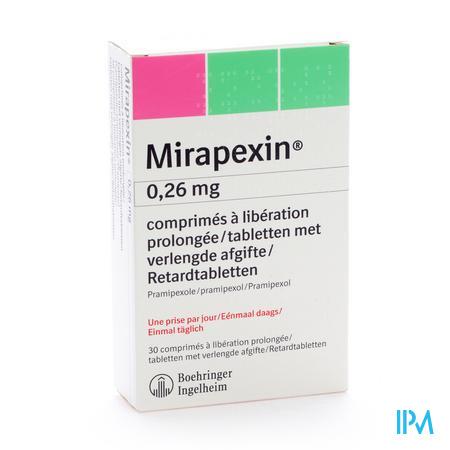 Mirapexin®
0,26 mg
comprimés à libération
prolongée/tabletten met
verlengde afgifte/
Retardtabletten
Pramipexole/pramipexol/Pramipexol
Une prise par jour/Eénmaal daags/
Einmal täglich
30 comprimés à libération prolongée/
tabletten met verlengde afgifte/Retardtabletten
Boehringer
Ingelheim
Mirapexin® 0,26 mg
IPM